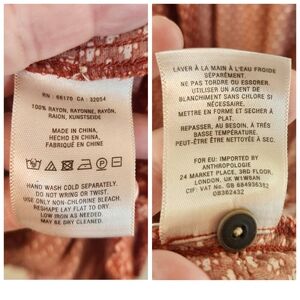 RN : 66170 CA : 32054
100% RAYON, RAYONNE, RAYÓN,
RAION, KUNSTSEIDE
MADE IN CHINA.
HECHO EN CHINA.
FABRIQUÉ EN CHINE
HAND WASH COLD SEPARATELY.
DO NOT WRING OR TWIST.
USE ONLY NON-CHLORINE BLEACH.
RESHAPE LAY FLAT TO DRY.
LOW IRON AS NEEDED.
MAY BE DRY CLEANED.
LAVER À LA MAIN À L'EAU FROIDE
SÉPARÉMENT.
NE PAS TORDRE OU ESSORER.
UTILISER UN AGENT DE
BLANCHIMENT SANS CHLORE SI
NÉCESSAIRE.
METTRE EN FORME ET SÉCHER À
PLAT.
REPASSER, AU BESOIN, À TRÈS
BASSE TEMPÉRATURE.
PEUT-ÊTRE ÊTRE NETTOYÉE À SEC.
FOR EU: IMPORTED BY
ANTHROPOLOGIE
24 MARKET PLACE, 3RD FLOOR,
LONDON, UK W1W8AN
CIF: VAT No. GB 884936352
OB362432